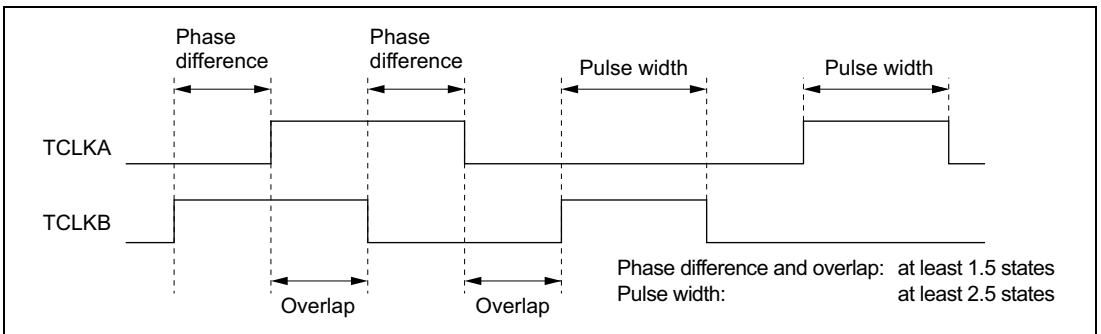 Phase
difference
Phase
difference
Pulse width
Pulse width
TCLKA
TCLKB
Overlap
Overlap
Phase difference and overlap: at least 1.5 states
Pulse width: at least 2.5 states